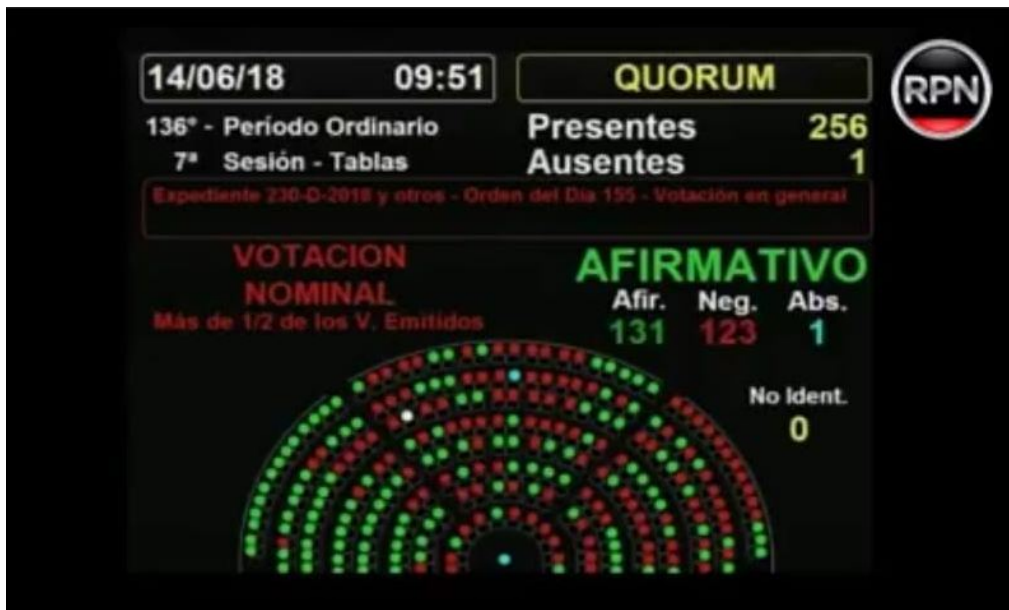 14/06/18 09:51
QUORUM
RPN
136° - Período Ordinario
Presentes 256
7ª Sesión - Tablas
Ausentes 1
Expediente 230-D-2018 y otros - Orden del Día 155 - Votación en general
VOTACION
NOMINAL
Más de 1/2 de los V. Emitidos
AFIRMATIVO
Afir. Neg. Abs.
131 123 1
No Ident.
0